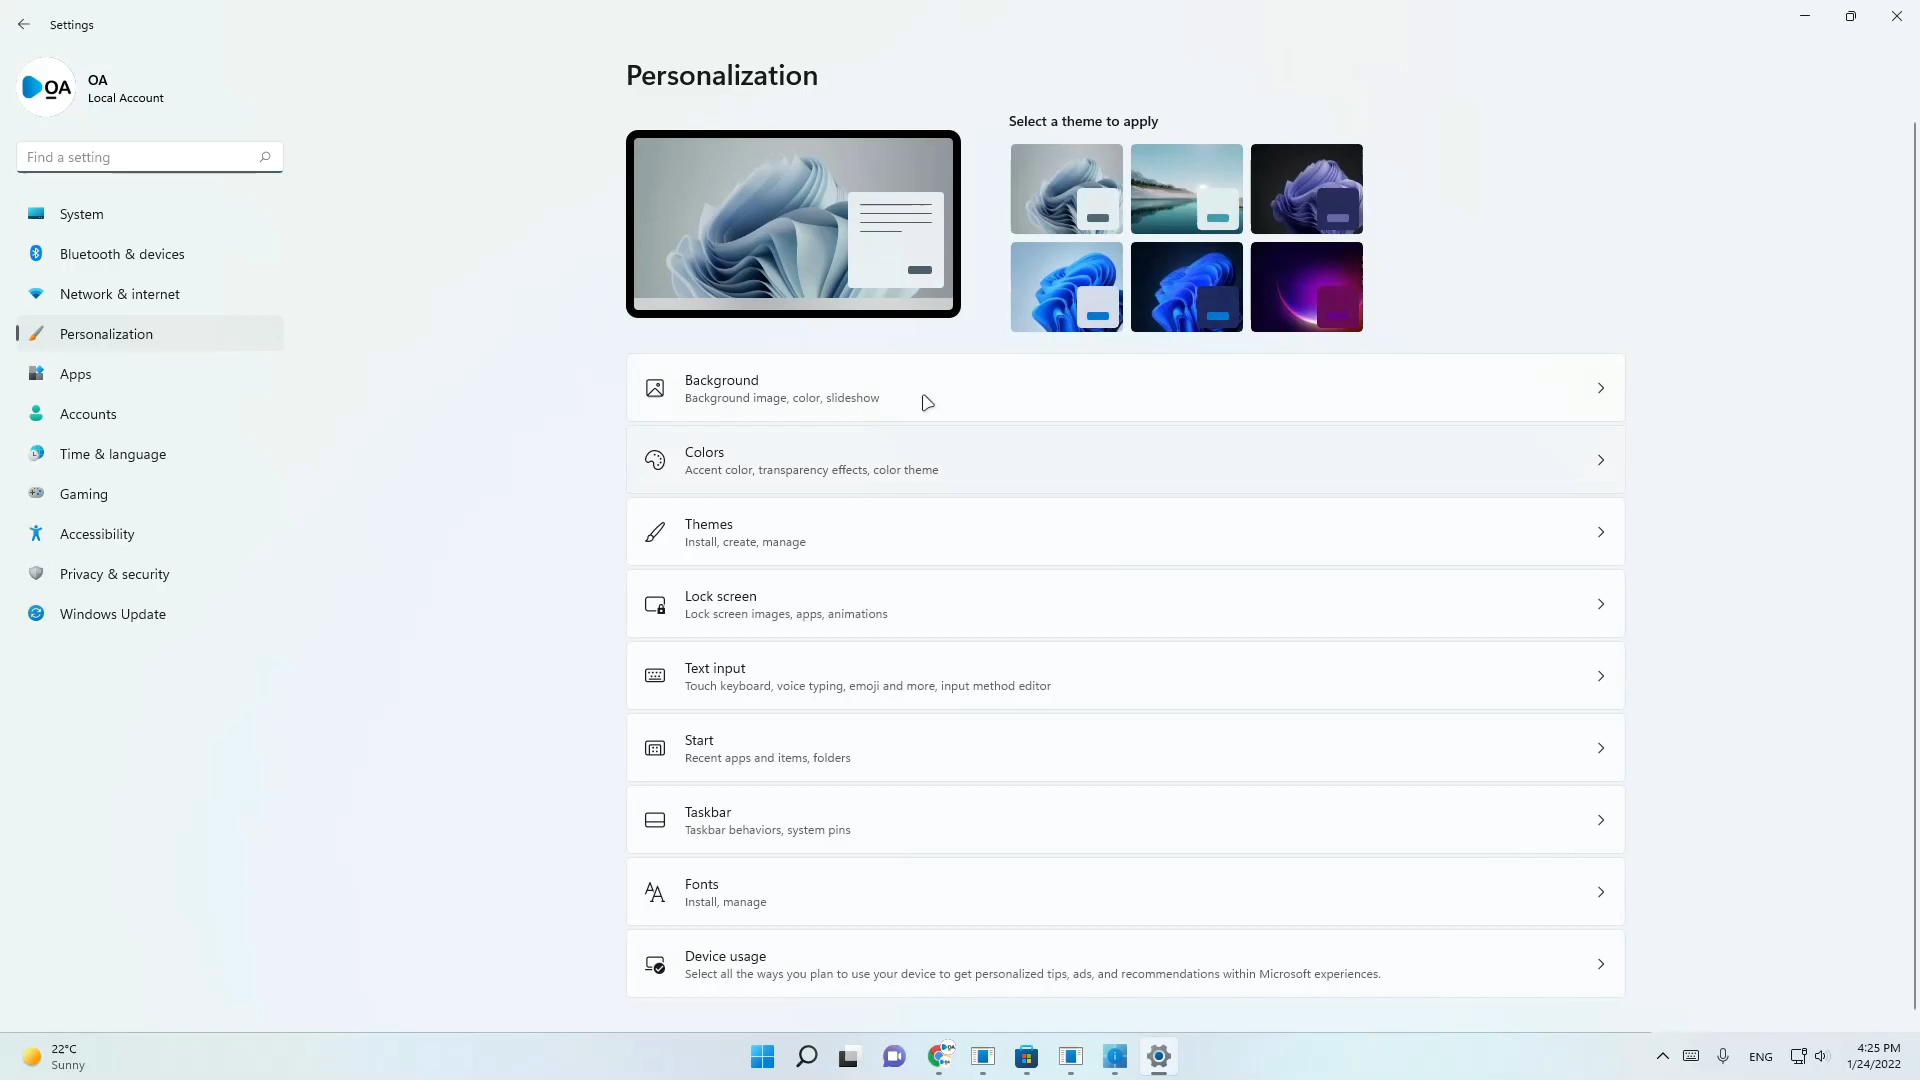 Settings
OA
OA
Local Account
Find a setting
System
Bluetooth & devices
Network & internet
Personalization
Apps
Accounts
Time & language
Gaming
Accessibility
Privacy & security
Windows Update
Personalization
Select a theme to apply
Background
Background image, color, slideshow
Colors
Accent color, transparency effects, color theme
Themes
Install, create, manage
Lock screen
Lock screen images, apps, animations
Text input
Touch keyboard, voice typing, emoji and more, input method editor
Start
Recent apps and items, folders
Taskbar
Taskbar behaviors, system pins
Fonts
Install, manage
Device usage
Select all the ways you plan to use your device to get personalized tips, ads, and recommendations within Microsoft experiences.
22°C
Sunny
ENG
4:25 PM
1/24/2022